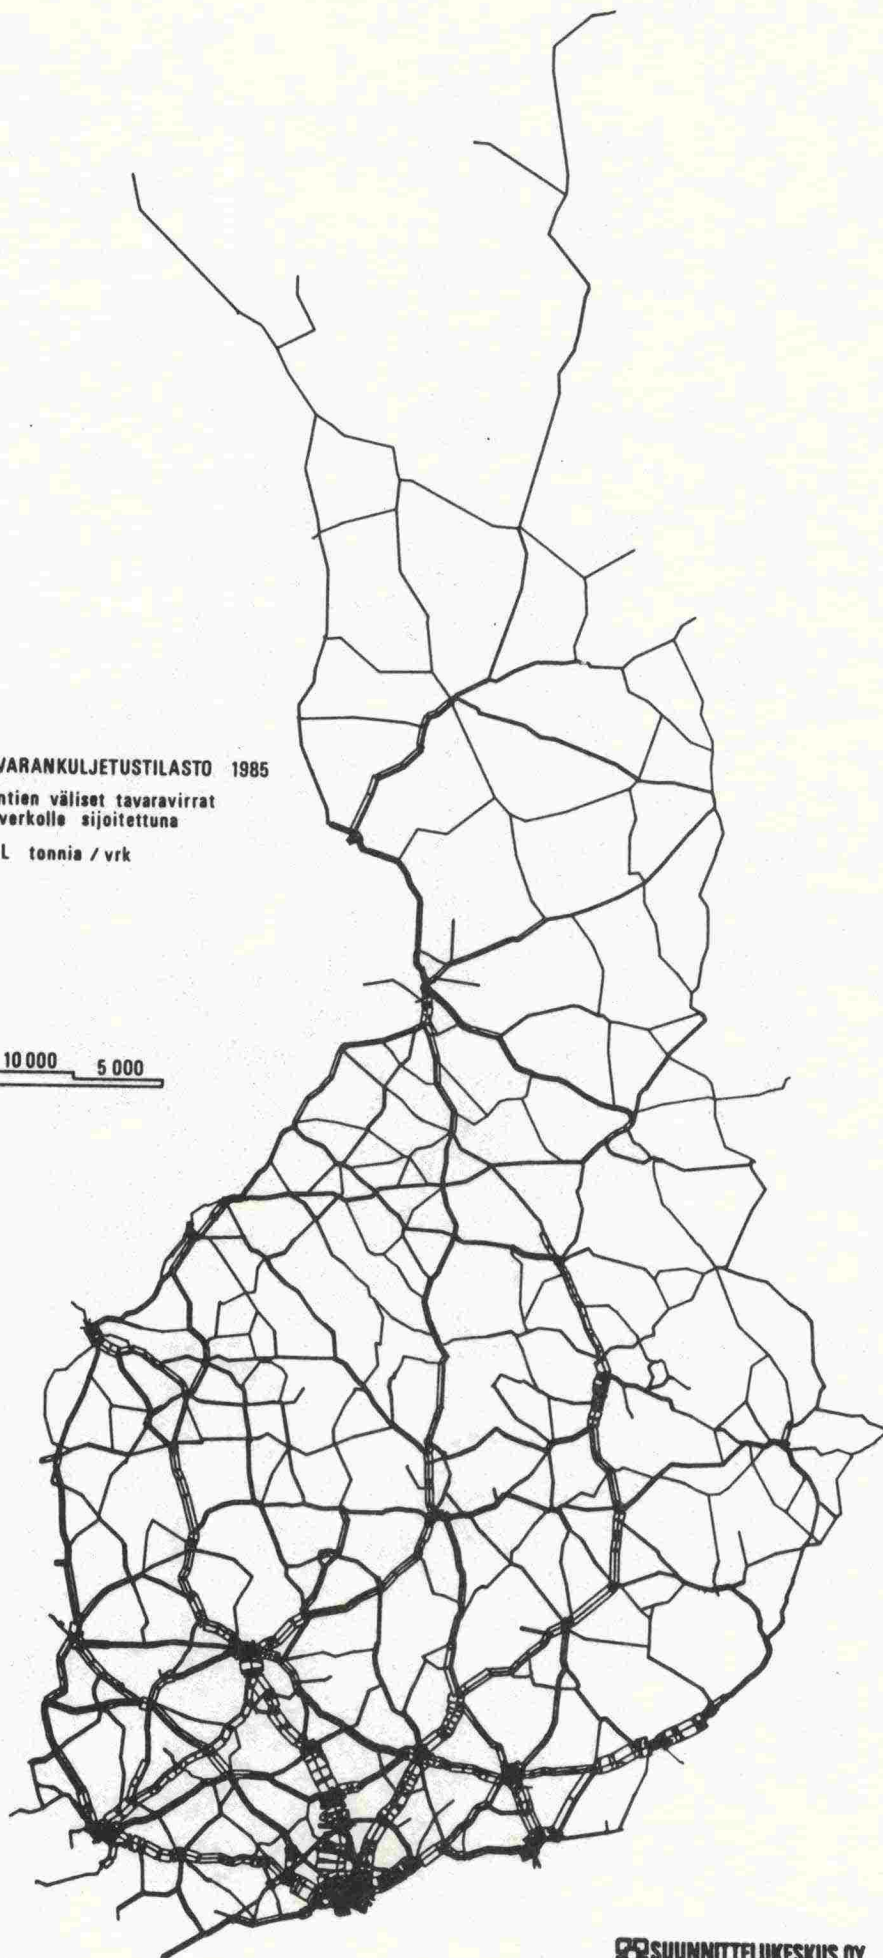 VARANKULJETUSTILASTO 1985
ntien väliset tavaravirrat
verkolle sijoitettuna
L tonnia / vrk
10 000 5 000
SUUNNITTELUKESKUS OY